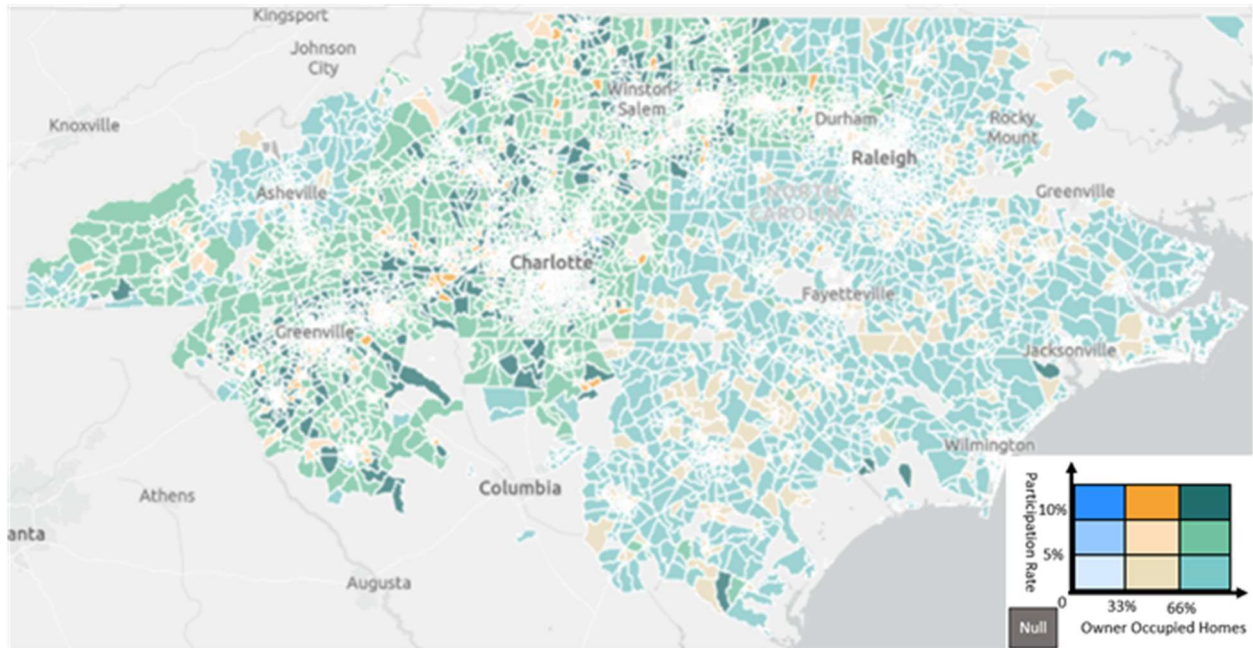 Kingsport
Johnson
City
Knoxville
Winston
Salem
Durham
Rocky
Mount
Raleigh
Asheville
NORTH
CAROLINA
Greenville
Charlotte
Fayetteville
Greenville
Jacksonville
Wilmington
Athens
Columbia
anta
Augusta
Participation Rate
10%
5%
0
33%
66%
Null
Owner Occupied Homes